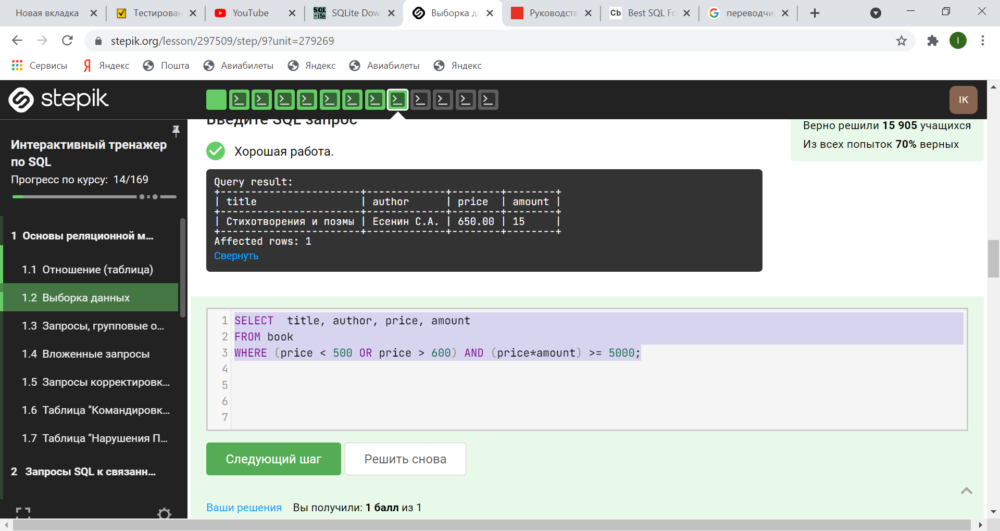 Новая вкладка
Тестирован
YouTube
SQLite Dow
Выборка да
Руководств
Cb Best SQL Fo
переводчи
stepik.org/lesson/297509/step/9?unit=279269
I
Сервисы
Яндекс
Почта
Авиабилеты
Яндекс
Авиабилеты
Яндекс
stepik
IK
Интерактивный тренажер
по SQL
Прогресс по курсу: 14/169
1 Основы реляционной м...
1.1 Отношение (таблица)
1.2 Выборка данных
1.3 Запросы, групповые о...
1.4 Вложенные запросы
1.5 Запросы корректировк...
1.6 Таблица "Командировк...
1.7 Таблица "Нарушения П...
2 Запросы SQL к связанн...
Введите SQL запрос
Верно решили 15 905 учащихся
Из всех попыток 70% верных
Хорошая работа.
Query result:
+-----------------------+-------------+--------+--------+
| title                 | author      | price  | amount |
+-----------------------+-------------+--------+--------+
| Стихотворения и поэмы | Есенин С.А. | 650.00 | 15     |
+-----------------------+-------------+--------+--------+
Affected rows: 1
Свернуть
1 SELECT  title, author, price, amount
2 FROM book
3 WHERE (price < 500 OR price > 600) AND (price*amount) >= 5000;
4
5
6
7
Следующий шаг
Решить снова
Ваши решения Вы получили: 1 балл из 1